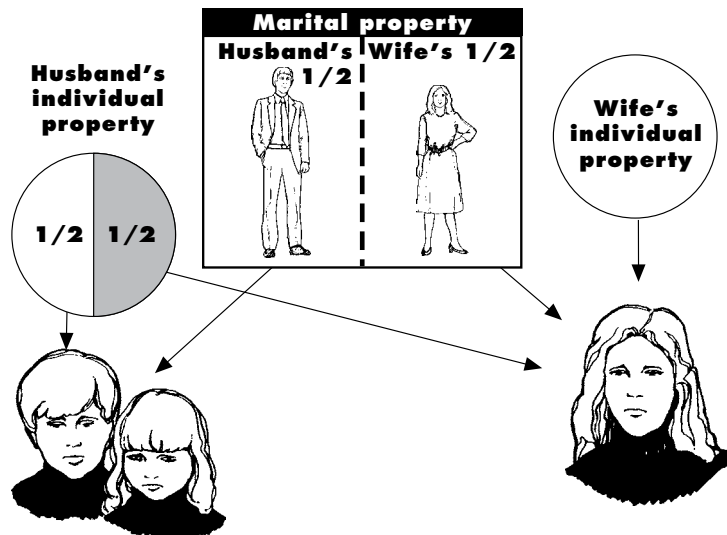 Marital property
Husband's
1/2
Wife's 1/2
Husband's
individual
property
1/2 1/2
Wife's
individual
property